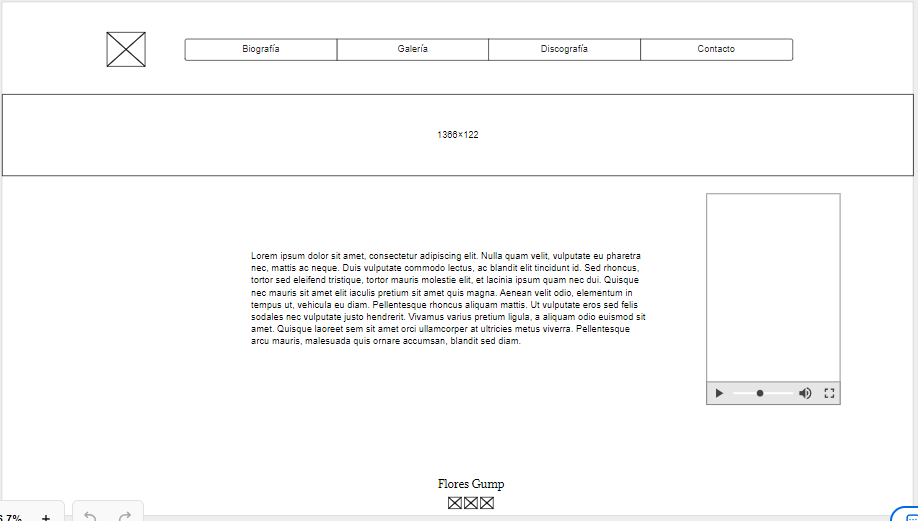 Biografía
Galería
Discografía
Contacto
1366×122
Lorem ipsum dolor sit amet, consectetur adipiscing elit. Nulla quam velit, vulputate eu pharetra
nec, mattis ac neque. Duis vulputate commodo lectus, ac blandit elit tincidunt id. Sed rhoncus,
tortor sed eleifend tristique, tortor mauris molestie elit, et lacinia ipsum quam nec dui. Quisque
nec mauris sit amet elit iaculis pretium sit amet quis magna. Aenean velit odio, elementum in
tempus ut, vehicula eu diam. Pellentesque rhoncus aliquam mattis. Ut vulputate eros sed felis
sodales nec vulputate justo hendrerit. Vivamus varius pretium ligula, a aliquam odio euismod sit
amet. Quisque laoreet sem sit amet orci ullamcorper at ultricies metus viverra. Pellentesque
arcu mauris, malesuada quis ornare accumsan, blandit sed diam.
Flores Gump